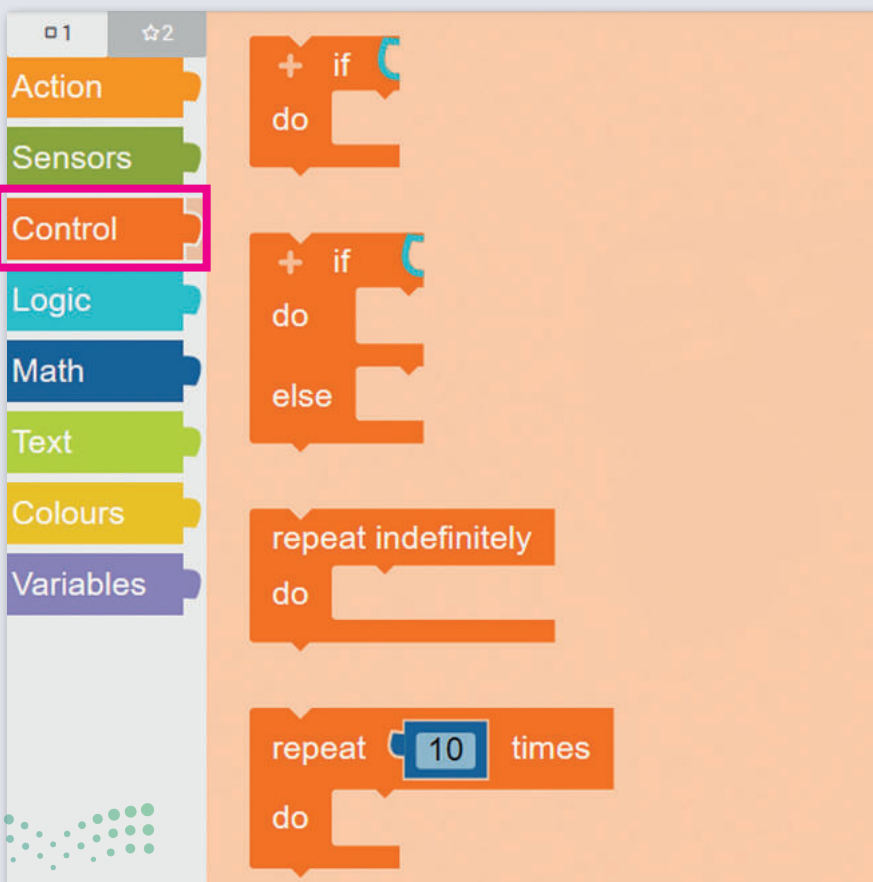 1
☆2
Action
Sensors
Control
Logic
Math
Text
Colours
Variables
+ if
do
+ if
do
else
repeat indefinitely
do
repeat 10 times
do